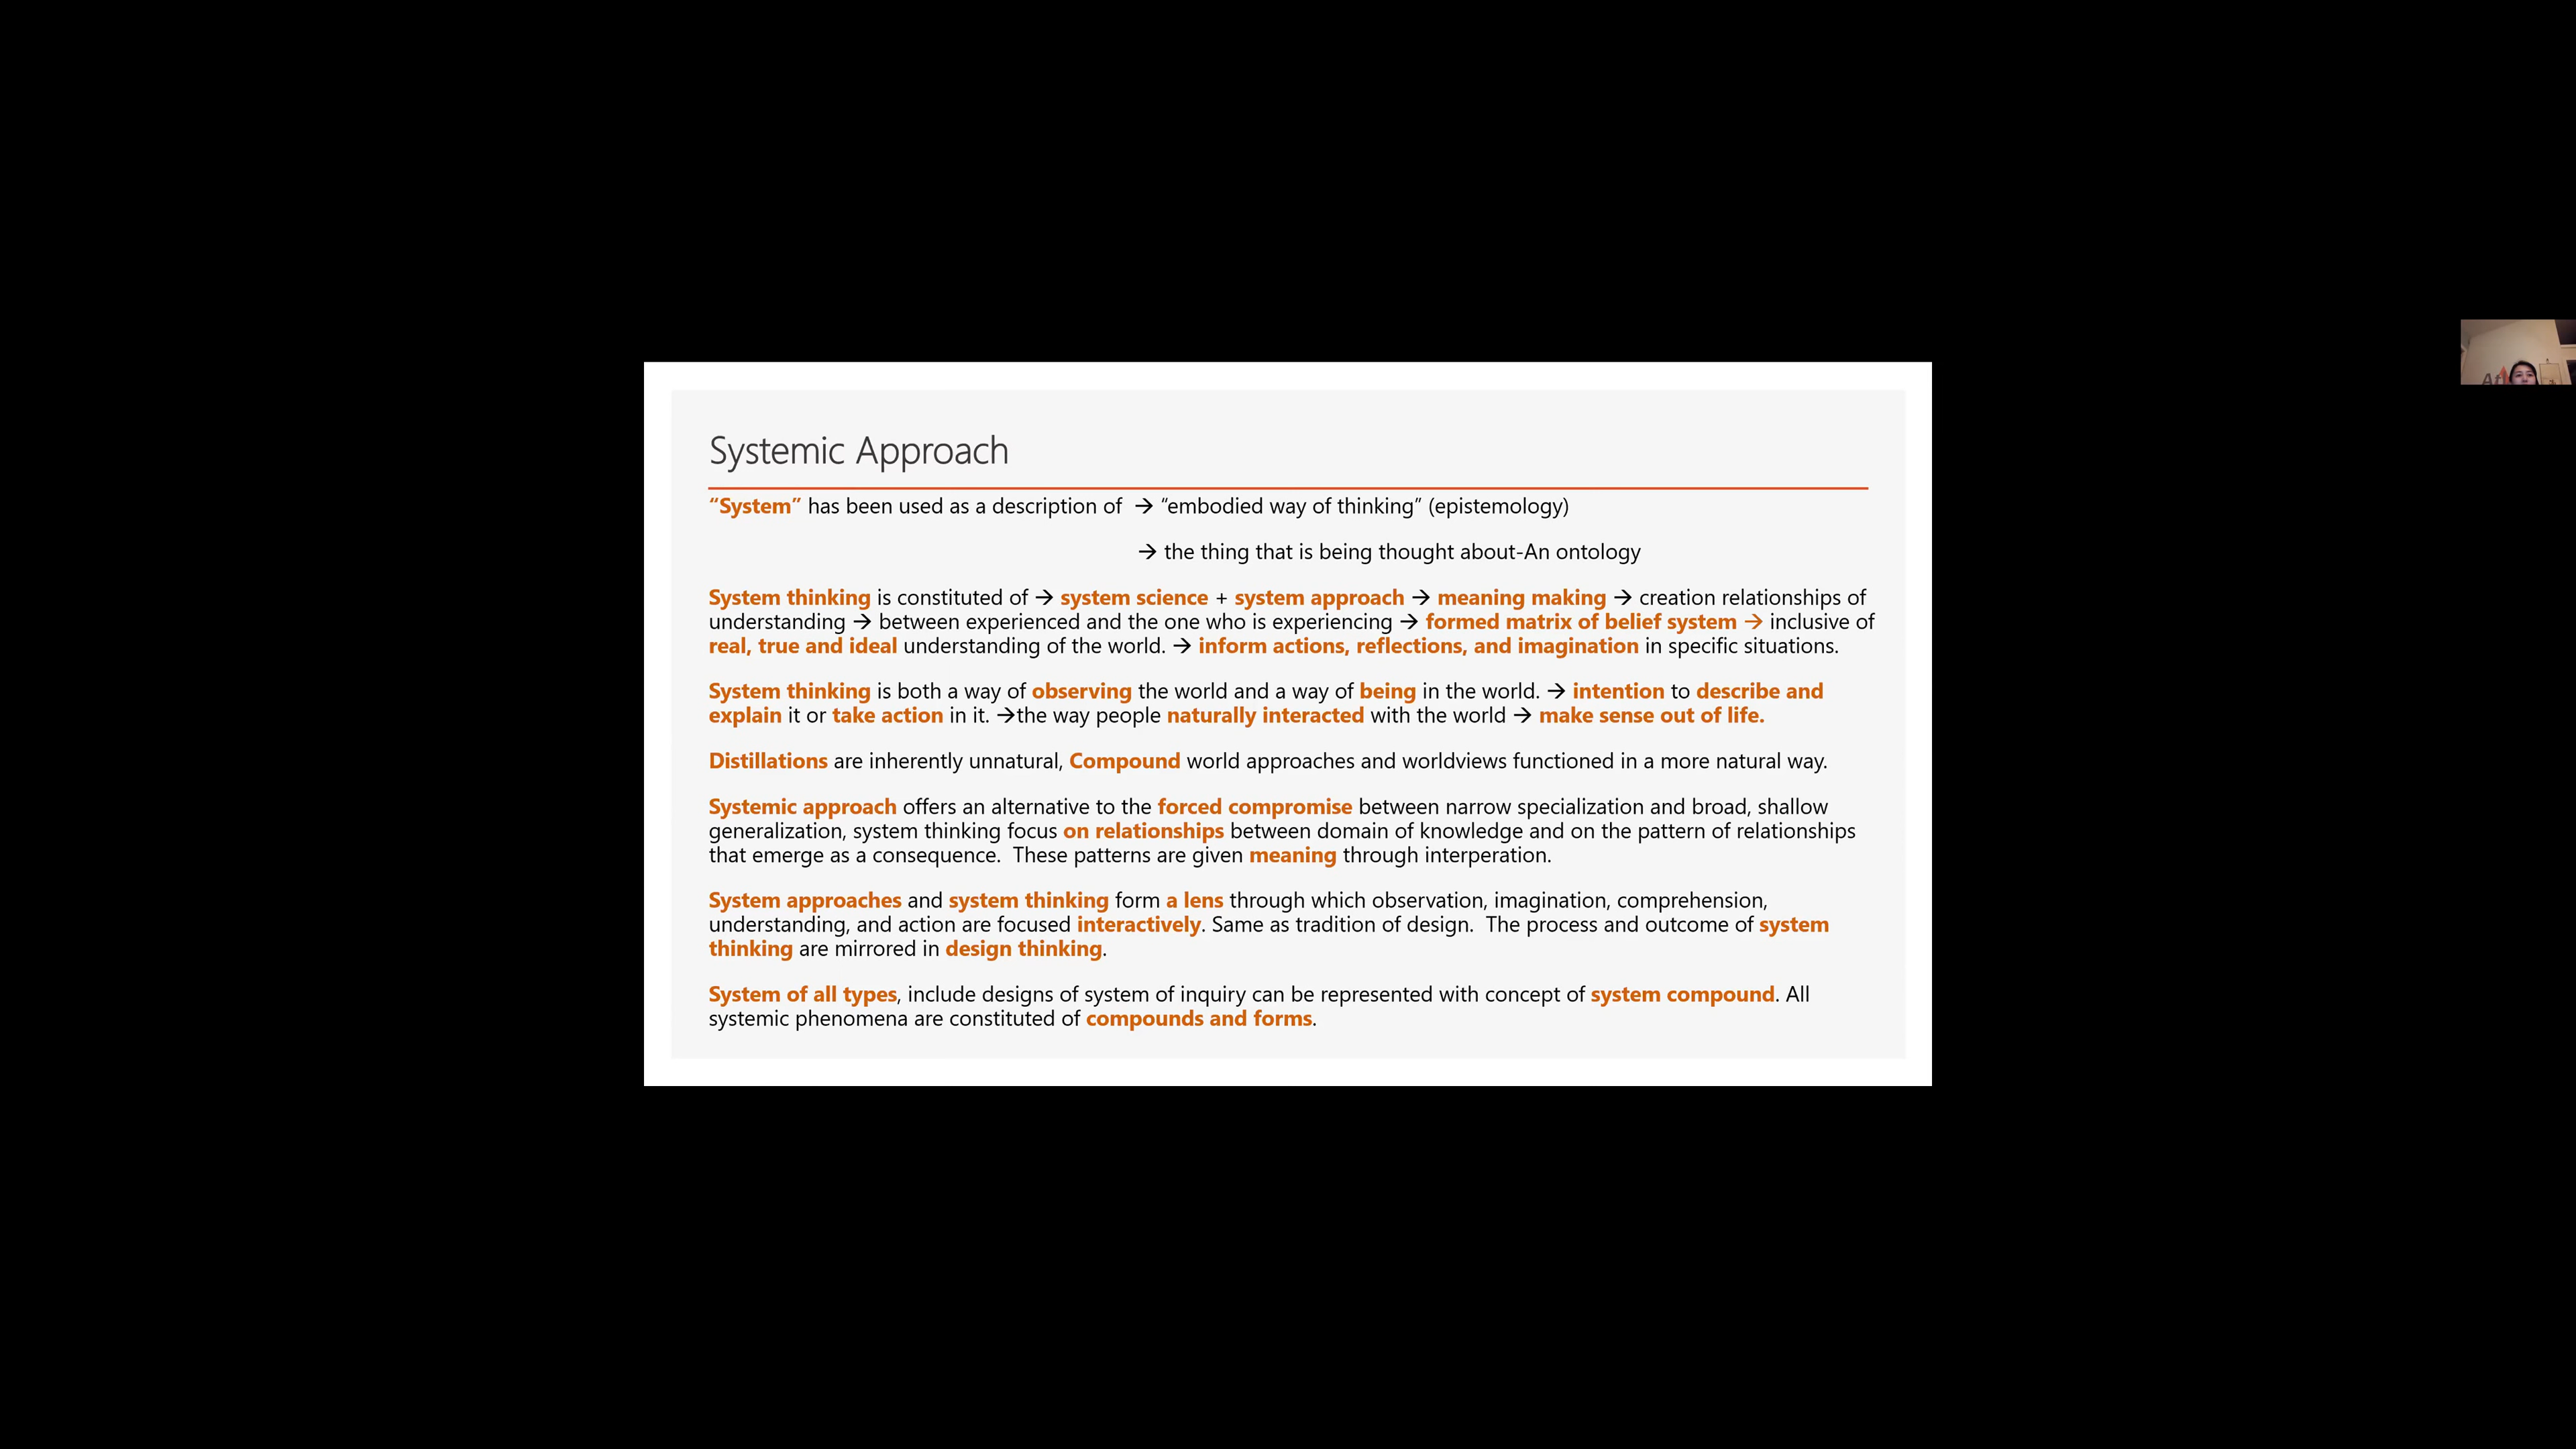 Systemic Approach
“System” has been used as a description of → “embodied way of thinking” (epistemology)
→ the thing that is being thought about-An ontology
System thinking is constituted of → system science + system approach → meaning making → creation relationships of
understanding → between experienced and the one who is experiencing → formed matrix of belief system → inclusive of
real, true and ideal understanding of the world. → inform actions, reflections, and imagination in specific situations.
System thinking is both a way of observing the world and a way of being in the world. → intention to describe and
explain it or take action in it. →the way people naturally interacted with the world → make sense out of life.
Distillations are inherently unnatural, Compound world approaches and worldviews functioned in a more natural way.
Systemic approach offers an alternative to the forced compromise between narrow specialization and broad, shallow
generalization, system thinking focus on relationships between domain of knowledge and on the pattern of relationships
that emerge as a consequence.  These patterns are given meaning through interperation.
System approaches and system thinking form a lens through which observation, imagination, comprehension,
understanding, and action are focused interactively. Same as tradition of design.  The process and outcome of system
thinking are mirrored in design thinking.
System of all types, include designs of system of inquiry can be represented with concept of system compound. All
systemic phenomena are constituted of compounds and forms.